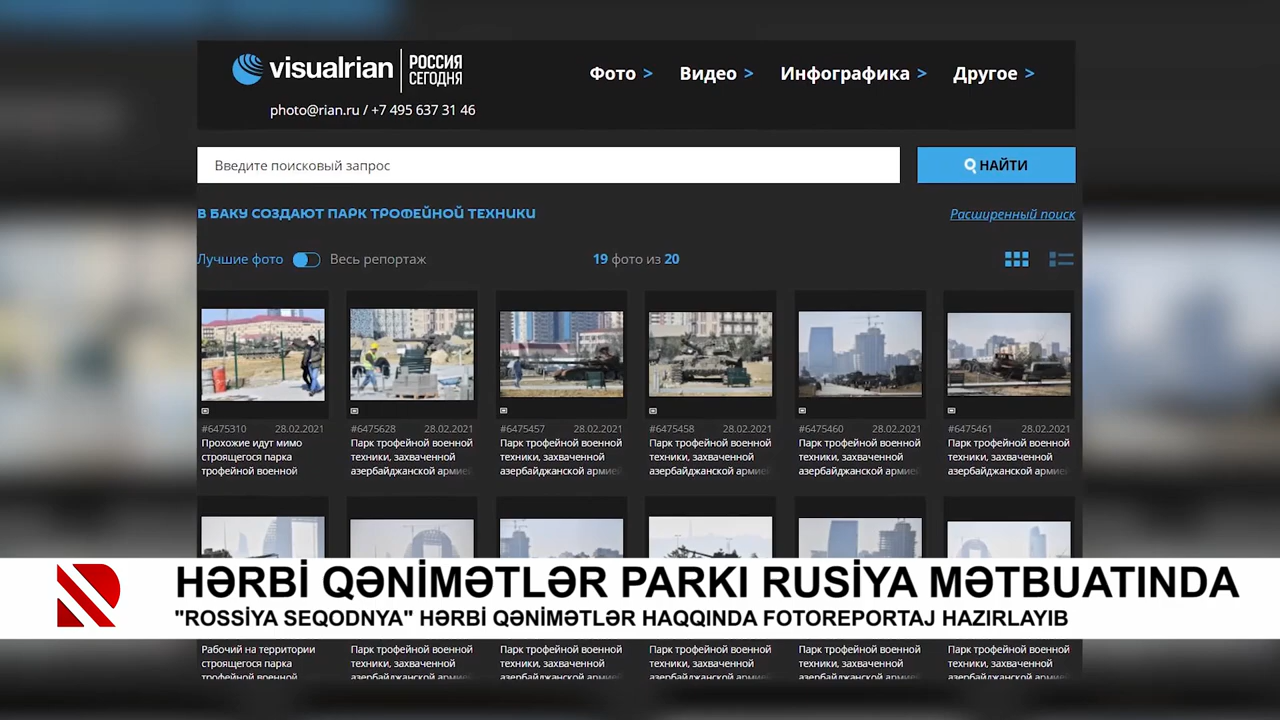 visualrian
РОССИЯ
СЕГОДНЯ
Фото >
Видео >
Инфографика >
Другое >
photo@rian.ru / +7 495 637 31 46
Введите поисковый запрос
НАЙТИ
В БАКУ СОЗДАЮТ ПАРК ТРОФЕЙНОЙ ТЕХНИКИ
Расширенный поиск
Лучшие фото
Весь репортаж
19 фото из 20
#6475310 28.02.2021
Прохожие идут мимо
строящегося парка
трофейной военной
#6475628 28.02.2021
Парк трофейной военной
техники, захваченной
азербайджанской армией
#6475457 28.02.2021
Парк трофейной военной
техники, захваченной
азербайджанской армией
#6475458 28.02.2021
Парк трофейной военной
техники, захваченной
азербайджанской армией
#6475460 28.02.2021
Парк трофейной военной
техники, захваченной
азербайджанской армией
#6475461 28.02.2021
Парк трофейной военной
техники, захваченной
азербайджанской армией
HƏRBİ QƏNİMƏTLƏR PARKI RUSİYA MƏTBUATINDA
"ROSSİYA SEQODNYA" HƏRBİ QƏNİMƏTLƏR HAQQINDA FOTOREPORTAJ HAZIRLAYIB
Рабочий на территории
строящегося парка
трофейной военной
Парк трофейной военной
техники, захваченной
азербайджанской армией
Парк трофейной военной
техники, захваченной
азербайджанской армией
Парк трофейной военной
техники, захваченной
азербайджанской армией
Парк трофейной военной
техники, захваченной
азербайджанской армией
Парк трофейной военной
техники, захваченной
азербайджанской армией